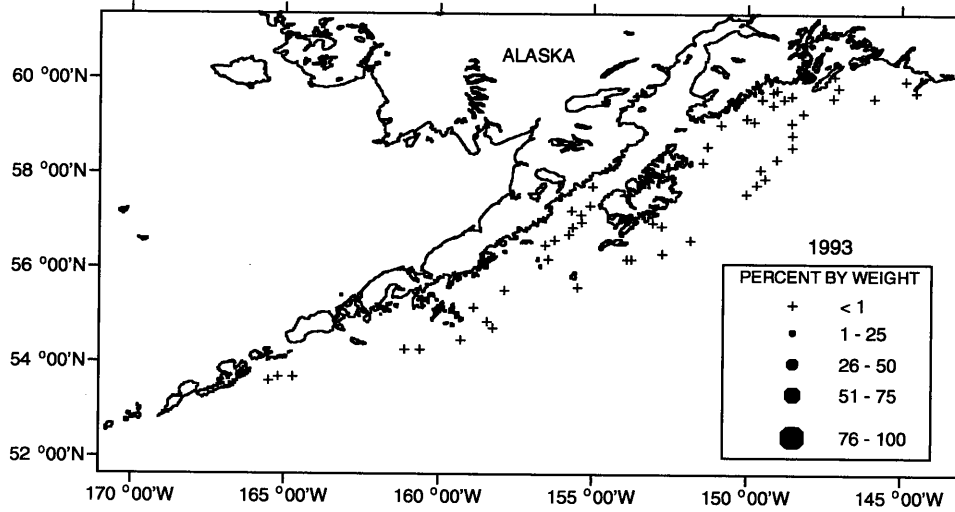 ALASKA
60 °00'N
58 °00'N
56 °00'N
54 °00'N
52 °00'N
1993
PERCENT BY WEIGHT
+ < 1
1 - 25
26 - 50
51 - 75
76 - 100
170 °00'W 165 °00'W 160 °00'W 155 °00'W 150 °00'W 145 °00'W